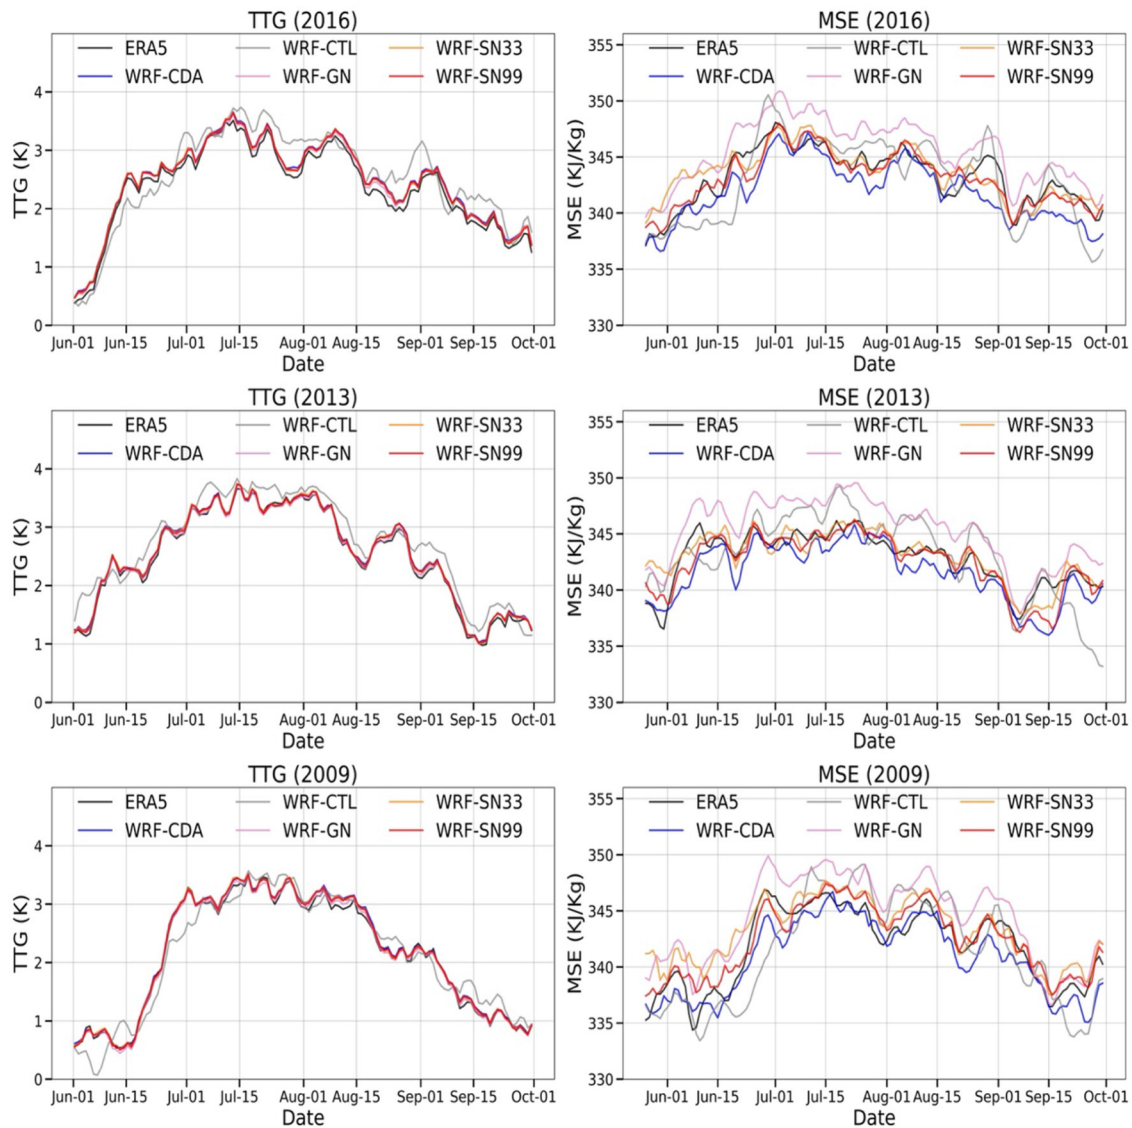 TTG (2016)
ERA5 WRF-CTL WRF-SN33
WRF-CDA WRF-GN WRF-SN99
TTG (K)
4
3
2
1
0
Jun-01 Jun-15 Jul-01 Jul-15 Aug-01 Aug-15 Sep-01 Sep-15 Oct-01
Date
MSE (2016)
ERA5 WRF-CTL WRF-SN33
WRF-CDA WRF-GN WRF-SN99
MSE (KJ/Kg)
355
350
345
340
335
330
Jun-01 Jun-15 Jul-01 Jul-15 Aug-01 Aug-15 Sep-01 Sep-15 Oct-01
Date
TTG (2013)
ERA5 WRF-CTL WRF-SN33
WRF-CDA WRF-GN WRF-SN99
TTG (K)
4
3
2
1
0
Jun-01 Jun-15 Jul-01 Jul-15 Aug-01 Aug-15 Sep-01 Sep-15 Oct-01
Date
MSE (2013)
ERA5 WRF-CTL WRF-SN33
WRF-CDA WRF-GN WRF-SN99
MSE (KJ/Kg)
355
350
345
340
335
330
Jun-01 Jun-15 Jul-01 Jul-15 Aug-01 Aug-15 Sep-01 Sep-15 Oct-01
Date
TTG (2009)
ERA5 WRF-CTL WRF-SN33
WRF-CDA WRF-GN WRF-SN99
TTG (K)
4
3
2
1
0
Jun-01 Jun-15 Jul-01 Jul-15 Aug-01 Aug-15 Sep-01 Sep-15 Oct-01
Date
MSE (2009)
ERA5 WRF-CTL WRF-SN33
WRF-CDA WRF-GN WRF-SN99
MSE (KJ/Kg)
355
350
345
340
335
330
Jun-01 Jun-15 Jul-01 Jul-15 Aug-01 Aug-15 Sep-01 Sep-15 Oct-01
Date